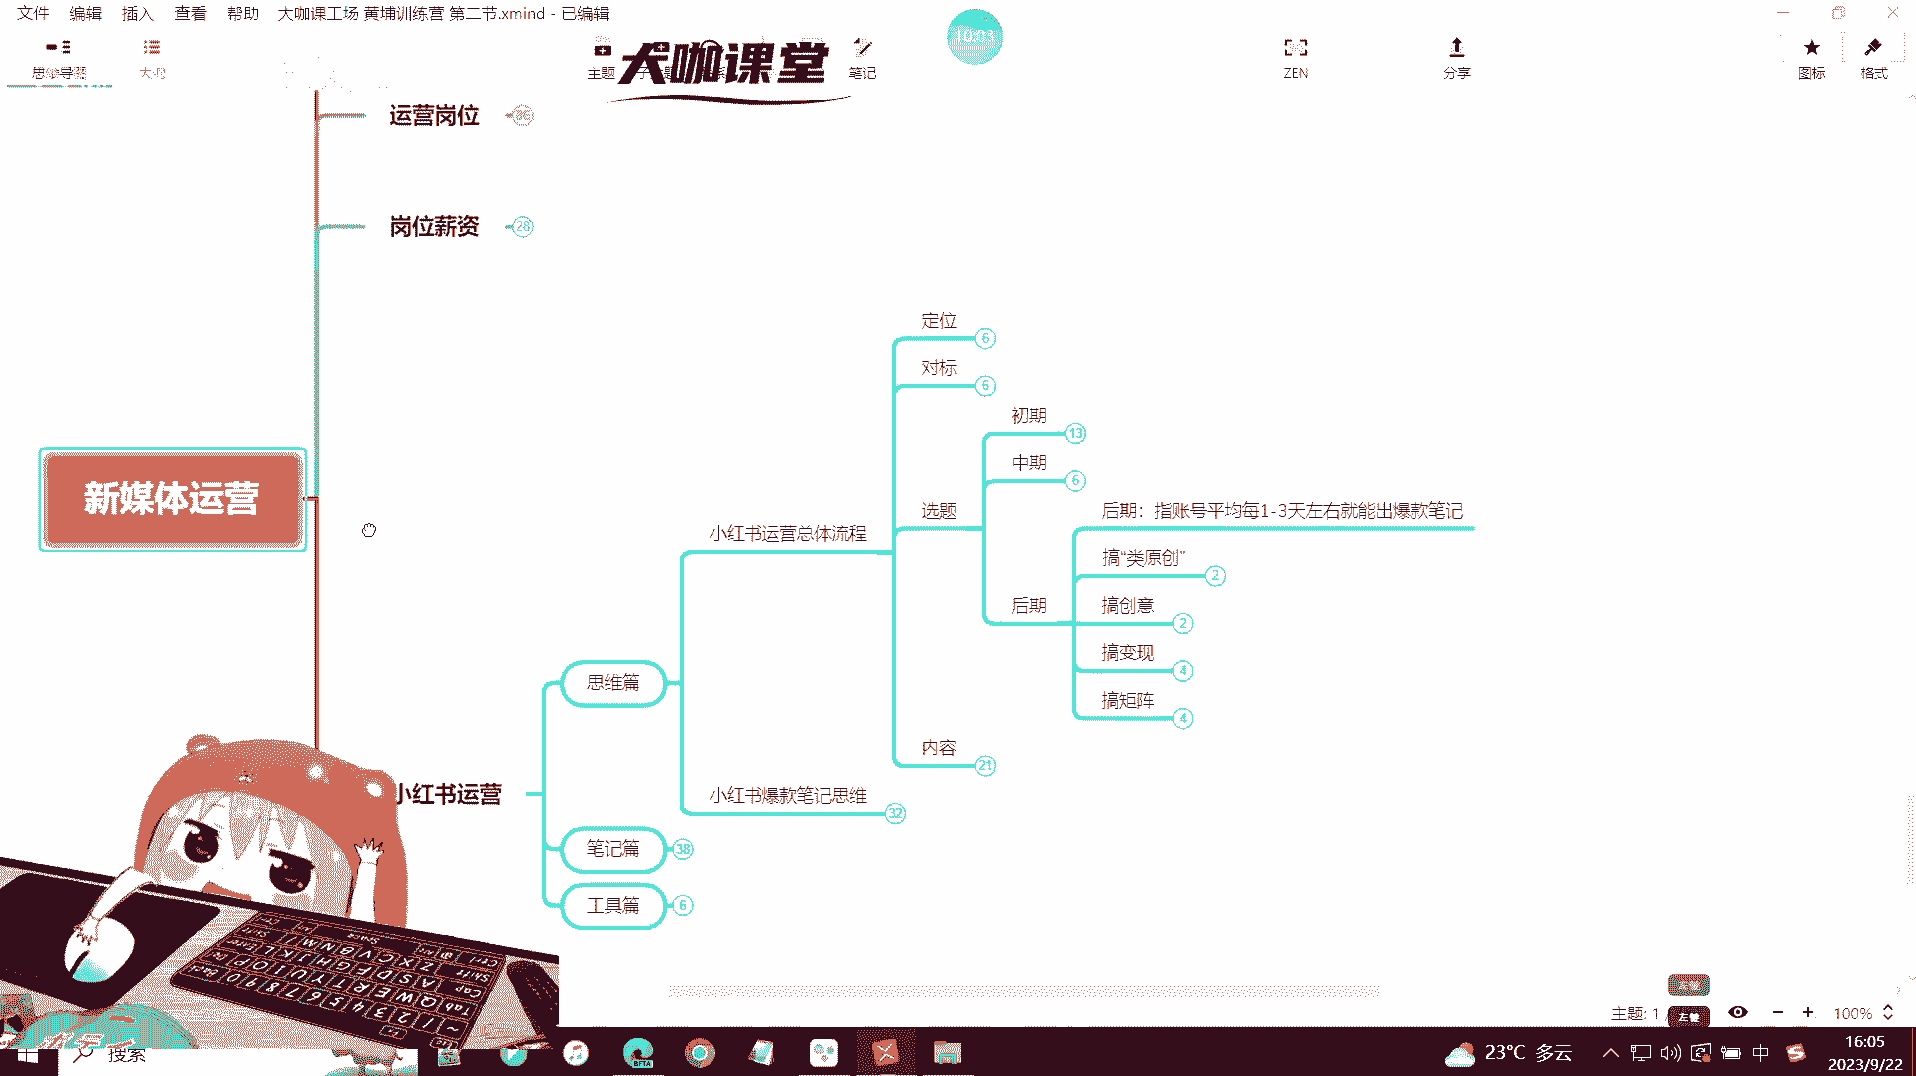 文件 编辑 插入 查看 帮助 大咖课工场 黄埔训练营 第二节.xmind - 已编辑
10:03
思维导图
主题
大咖课堂
笔记
ZEN
分享
图标
格式
运营岗位
岗位薪资
28
新媒体运营
小红书运营
思维篇
笔记篇
38
工具篇
6
小红书运营总体流程
小红书爆款笔记思维
32
定位
6
对标
6
选题
内容
21
初期
13
中期
6
后期
后期：指账号平均每1-3天左右就能出爆款笔记
搞“类原创”
2
搞创意
2
搞变现
4
搞矩阵
4
主题: 1
左键
100%
搜索
BETA
23°C 多云
中
16:05
2023/9/22